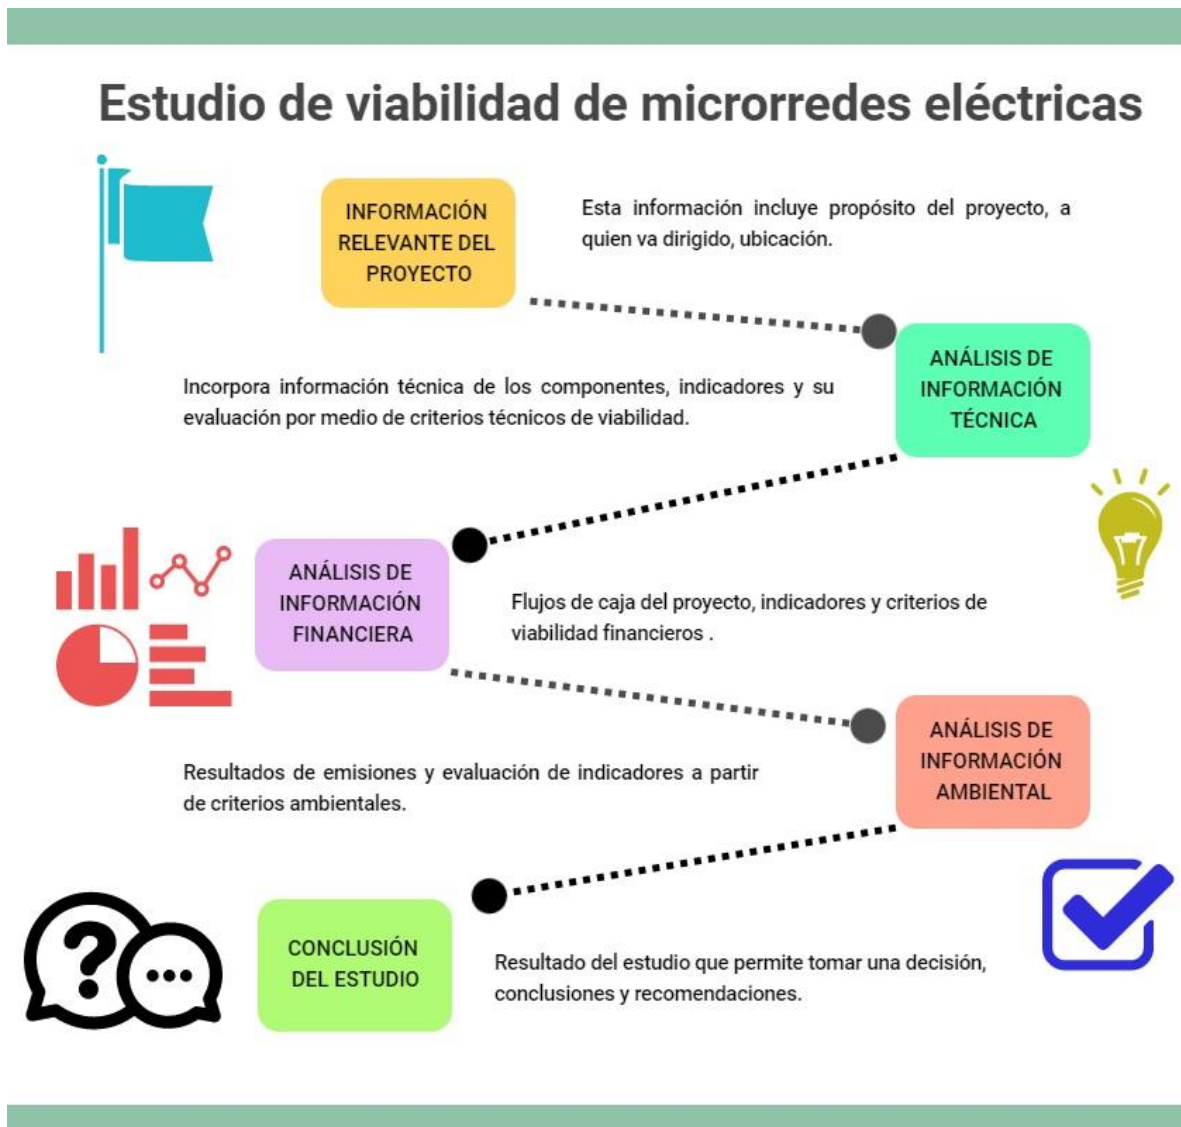 Estudio de viabilidad de microrredes eléctricas
INFORMACIÓN
RELEVANTE DEL
PROYECTO
Esta información incluye propósito del proyecto, a
quien va dirigido, ubicación.
ANÁLISIS DE
INFORMACIÓN
TÉCNICA
Incorpora información técnica de los componentes, indicadores y su
evaluación por medio de criterios técnicos de viabilidad.
ANÁLISIS DE
INFORMACIÓN
FINANCIERA
Flujos de caja del proyecto, indicadores y criterios de
viabilidad financieros .
ANÁLISIS DE
INFORMACIÓN
AMBIENTAL
Resultados de emisiones y evaluación de indicadores a partir
de criterios ambientales.
CONCLUSIÓN
DEL ESTUDIO
Resultado del estudio que permite tomar una decisión,
conclusiones y recomendaciones.